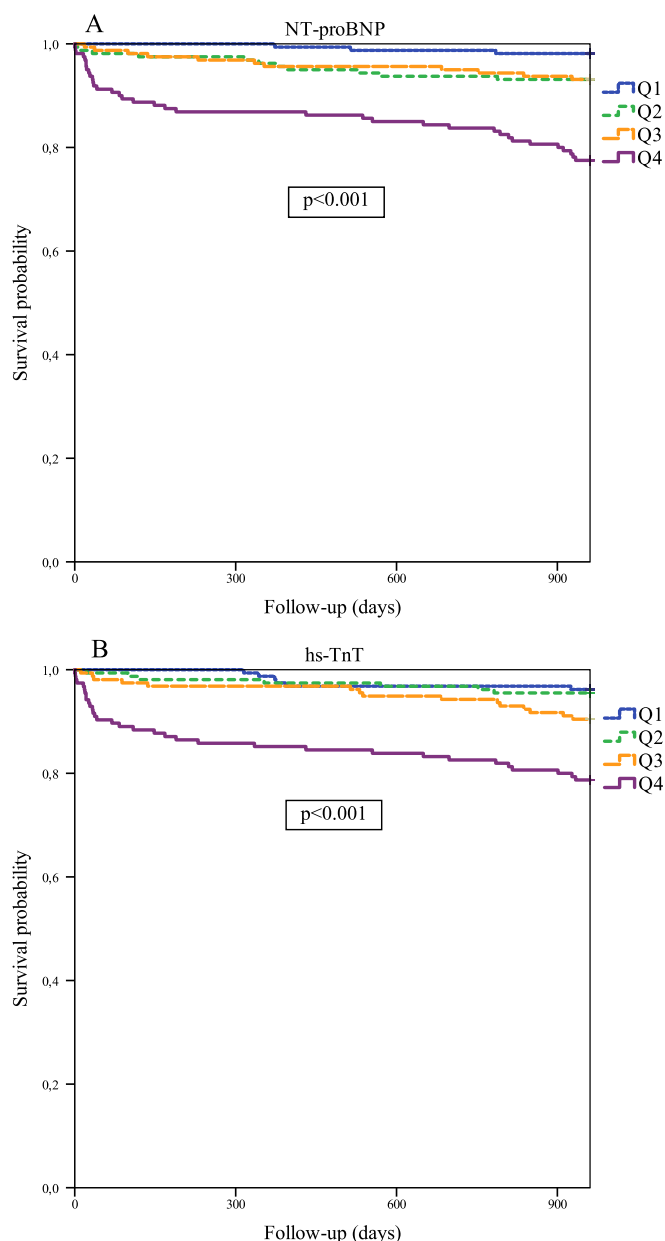 A
NT-proBNP
1,0
0,8
0,6
0,4
0,2
0,0
Survival probability
p<0.001
Q1
Q2
Q3
Q4
0
300
600
900
Follow-up (days)
B
hs-TnT
1,0
0,8
0,6
0,4
0,2
0,0
Survival probability
p<0.001
Q1
Q2
Q3
Q4
0
300
600
900
Follow-up (days)